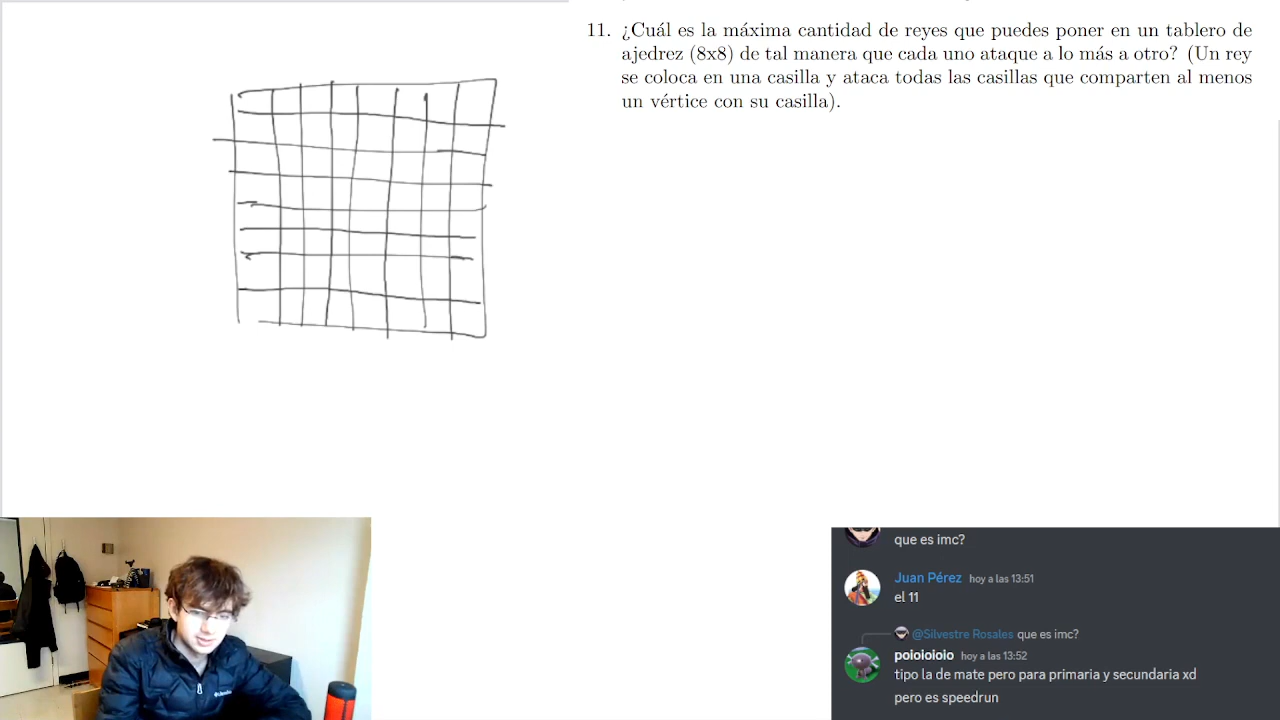 11. ¿Cuál es la máxima cantidad de reyes que puedes poner en un tablero de
ajedrez (8x8) de tal manera que cada uno ataque a lo más a otro? (Un rey
se coloca en una casilla y ataca todas las casillas que comparten al menos
un vértice con su casilla).
que es imc?
Juan Pérez hoy a las 13:51
el 11
@Silvestre Rosales que es imc?
poioioioio hoy a las 13:52
tipo la de mate pero para primaria y secundaria xd
pero es speedrun